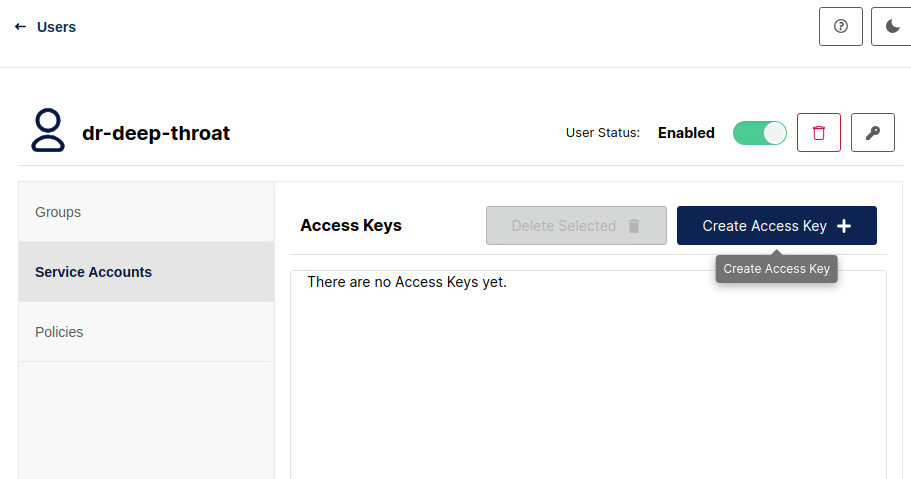 Users
dr-deep-throat
User Status: Enabled
Groups
Service Accounts
Policies
Access Keys
Delete Selected
Create Access Key
Create Access Key
There are no Access Keys yet.